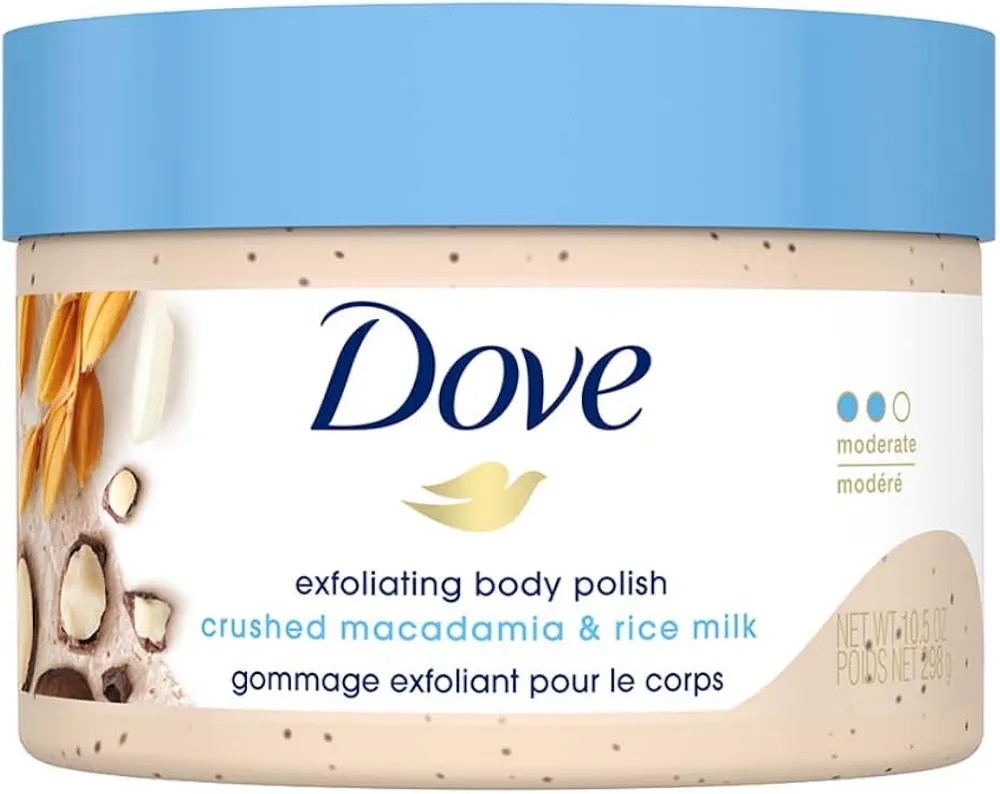 Dove
moderate
modéré
exfoliating body polish
crushed macadamia & rice milk
gommage exfoliant pour le corps
NET WT 10.5 OZ
POIDS NET 298 g